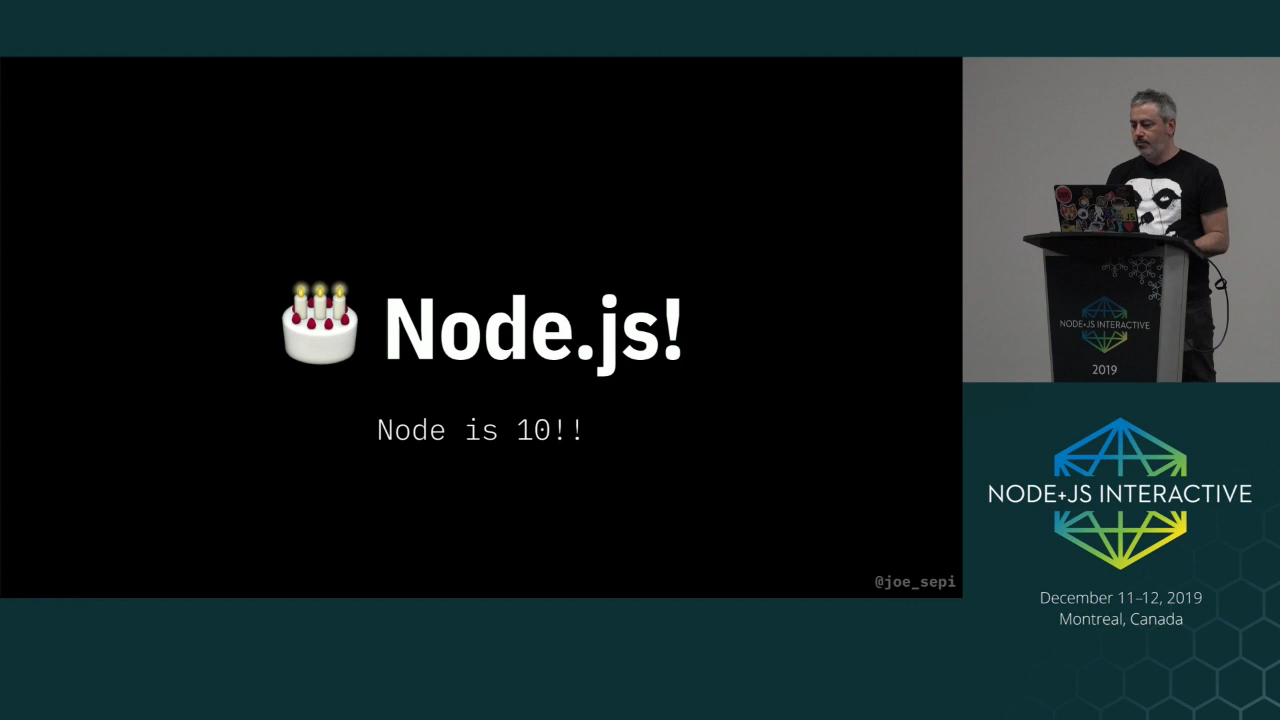 Node.js!
Node is 10!!
@joe_sepi
JS
NODE+JS INTERACTIVE
2019
NODE+JS INTERACTIVE
December 11–12, 2019
Montreal, Canada